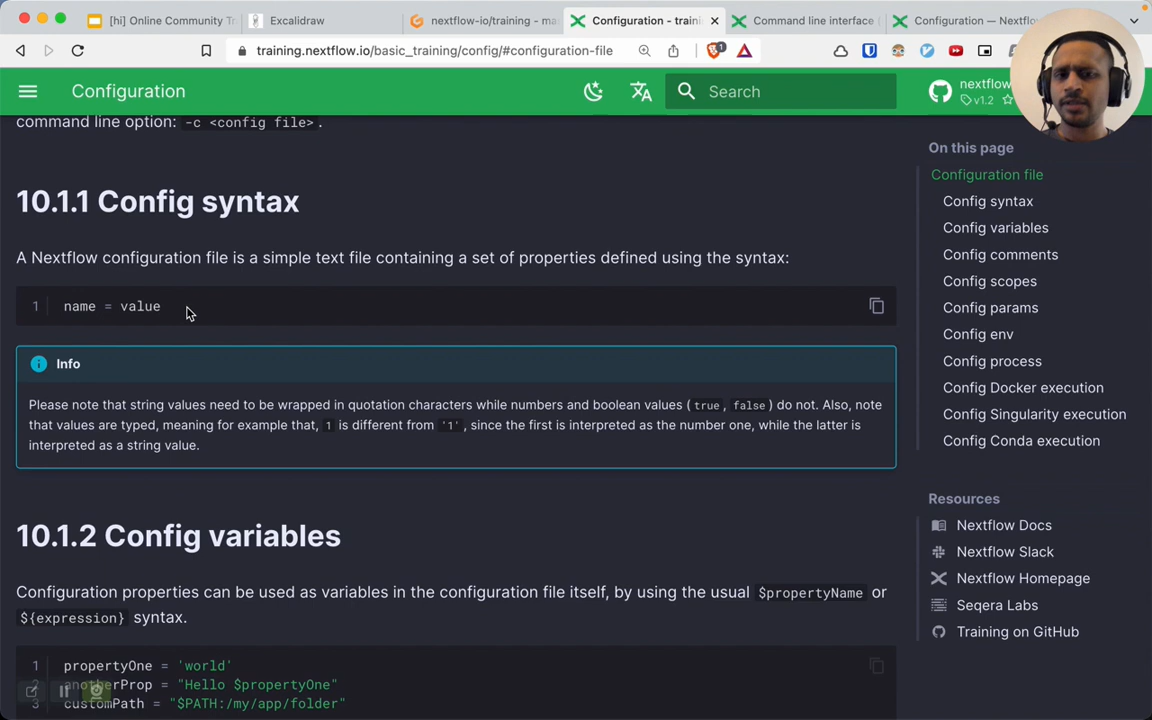 [hi] Online Community Tr
Excalidraw
nextflow-io/training - ma
Configuration - traini
Command line interface
Configuration — Nextflo
training.nextflow.io/basic_training/config/#configuration-file
1
Configuration
Search
nextflow
v1.2
command line option: -c <config file>.
10.1.1 Config syntax
A Nextflow configuration file is a simple text file containing a set of properties defined using the syntax:
1 name = value
Info
Please note that string values need to be wrapped in quotation characters while numbers and boolean values (true, false) do not. Also, note
that values are typed, meaning for example that, 1 is different from '1', since the first is interpreted as the number one, while the latter is
interpreted as a string value.
10.1.2 Config variables
Configuration properties can be used as variables in the configuration file itself, by using the usual $propertyName or
${expression} syntax.
1 propertyOne = 'world'
anotherProp = "Hello $propertyOne"
3 customPath = "$PATH:/my/app/folder"
On this page
Configuration file
Config syntax
Config variables
Config comments
Config scopes
Config params
Config env
Config process
Config Docker execution
Config Singularity execution
Config Conda execution
Resources
Nextflow Docs
Nextflow Slack
Nextflow Homepage
Seqera Labs
Training on GitHub